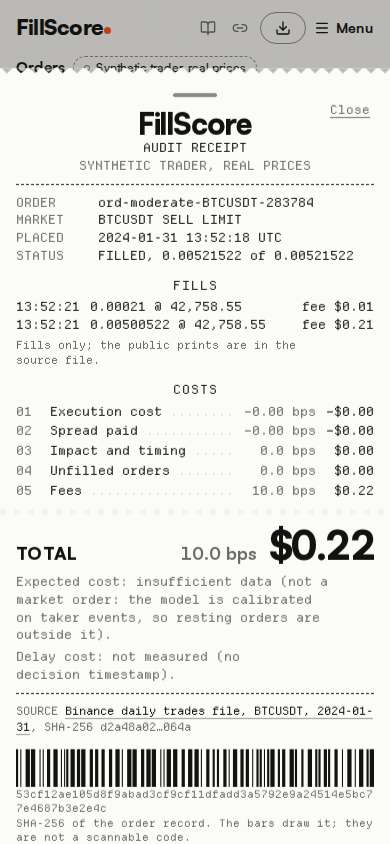 FillScore
Menu
Orders Synthetic trader, real prices
Close
FillScore
AUDIT RECEIPT
SYNTHETIC TRADER, REAL PRICES
ORDER ord-moderate-BTCUSDT-283784
MARKET BTCUSDT SELL LIMIT
PLACED 2024-01-31 13:52:18 UTC
STATUS FILLED, 0.00521522 of 0.00521522
FILLS
13:52:21 0.00021 @ 42,758.55 fee $0.01
13:52:21 0.00500522 @ 42,758.55 fee $0.21
Fills only; the public prints are in the
source file.
COSTS
01 Execution cost ........ −0.00 bps −$0.00
02 Spread paid ........... −0.00 bps −$0.00
03 Impact and timing ..... 0.0 bps $0.00
04 Unfilled orders ....... 0.0 bps $0.00
05 Fees .................. 10.0 bps $0.22
TOTAL 10.0 bps $0.22
Expected cost: insufficient data (not a
market order: the model is calibrated
on taker events, so resting orders are
outside it).
Delay cost: not measured (no
decision timestamp).
SOURCE Binance daily trades file, BTCUSDT, 2024-01-
31, SHA-256 d2a48a02…064a
53cf12ae105d8f9abad3cf9cf11dfadd3a5792e9a24514e5bc7
7e4687b3e2e4c
SHA-256 of the order record. The bars draw it; they
are not a scannable code.